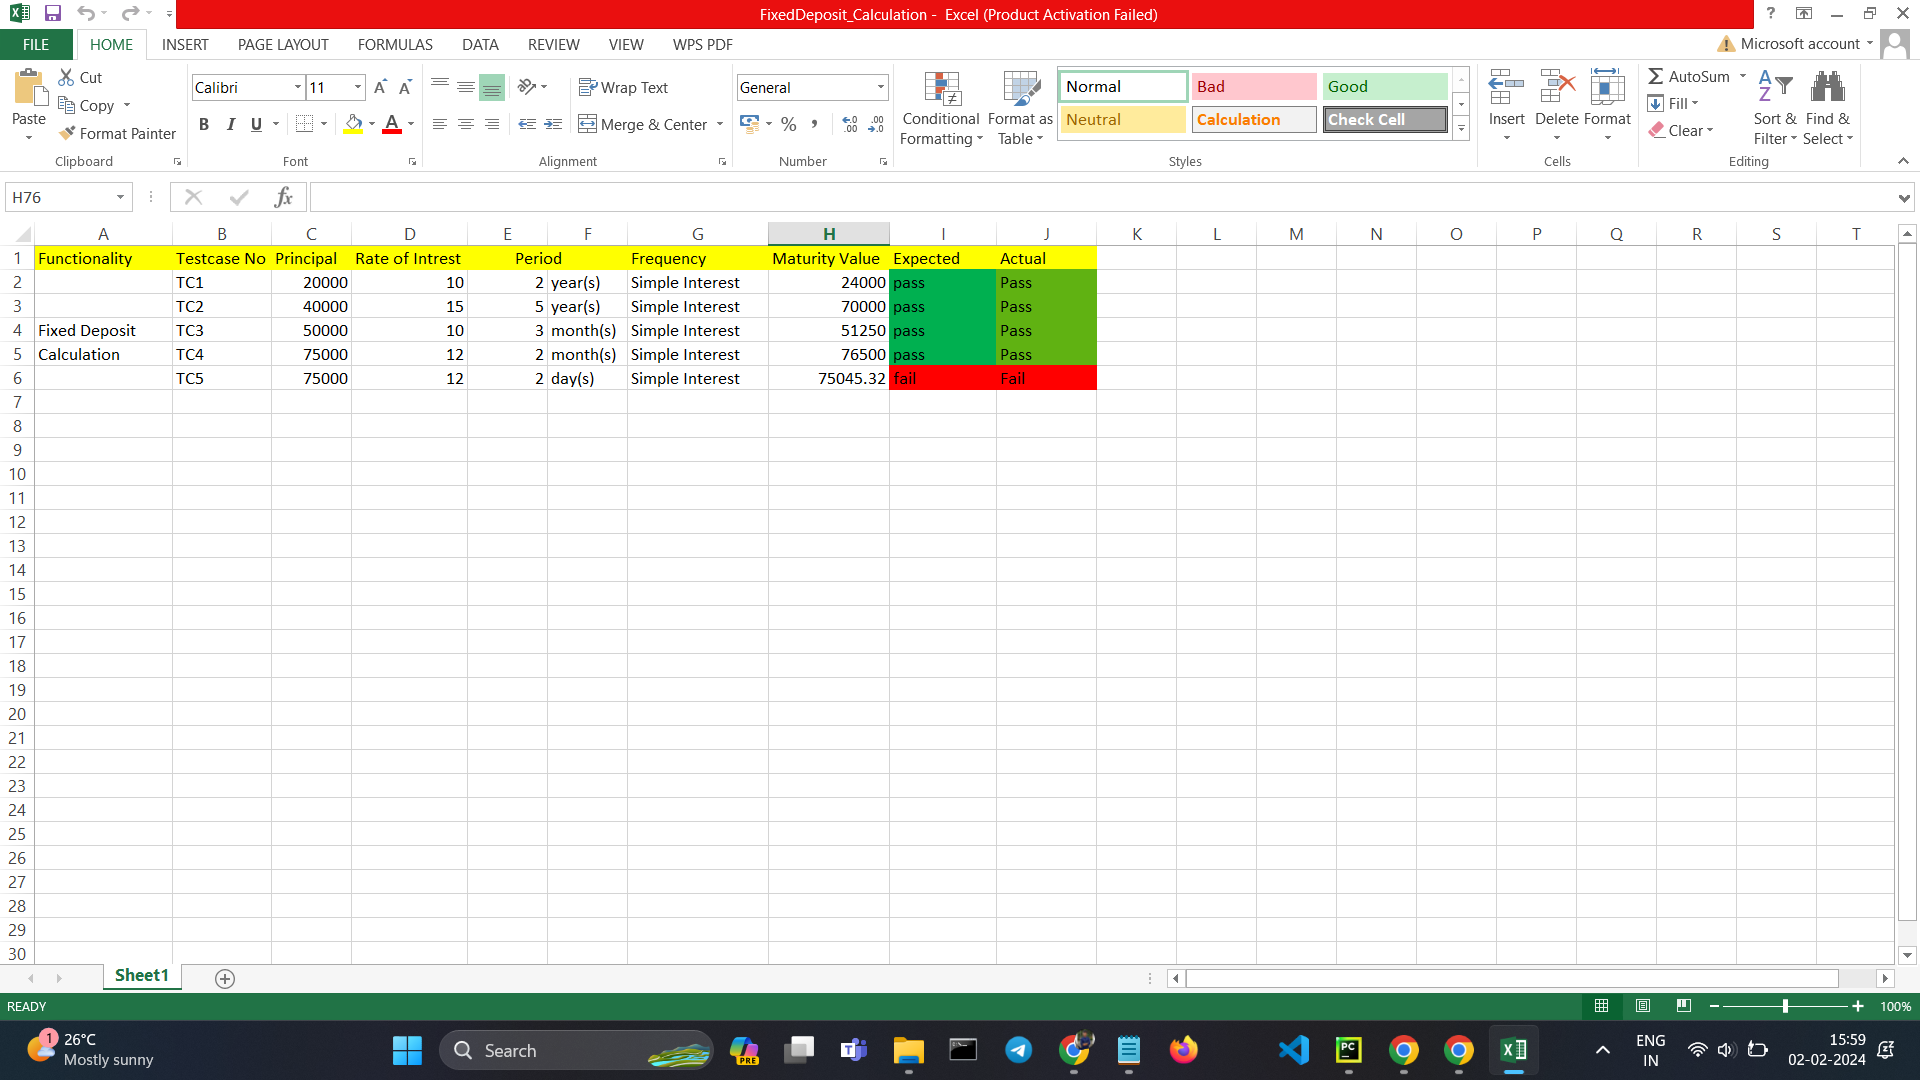 FixedDeposit_Calculation - Excel (Product Activation Failed)
FILE HOME INSERT PAGE LAYOUT FORMULAS DATA REVIEW VIEW WPS PDF Microsoft account
Paste
Cut
Copy
Format Painter
Clipboard
Calibri 11
B I U
Font
Wrap Text
Merge & Center
Alignment
General
Number
Conditional Formatting
Format as Table
Normal Bad Good
Neutral Calculation Check Cell
Styles
Insert Delete Format
Cells
AutoSum
Fill
Clear
Sort & Filter
Find & Select
Editing
H76 fx
A B C D E F G H I J K L M N O P Q R S T
1 Functionality Testcase No Principal Rate of Intrest Period Frequency Maturity Value Expected Actual
2 TC1 20000 10 2 year(s) Simple Interest 24000 pass Pass
3 TC2 40000 15 5 year(s) Simple Interest 70000 pass Pass
4 Fixed Deposit TC3 50000 10 3 month(s) Simple Interest 51250 pass Pass
5 Calculation TC4 75000 12 2 month(s) Simple Interest 76500 pass Pass
6 TC5 75000 12 2 day(s) Simple Interest 75045.32 fail Fail
7
8
9
10
11
12
13
14
15
16
17
18
19
20
21
22
23
24
25
26
27
28
29
30
Sheet1
READY 100%
1 26°C
Mostly sunny
Search
PRE
PC
ENG
IN
15:59
02-02-2024